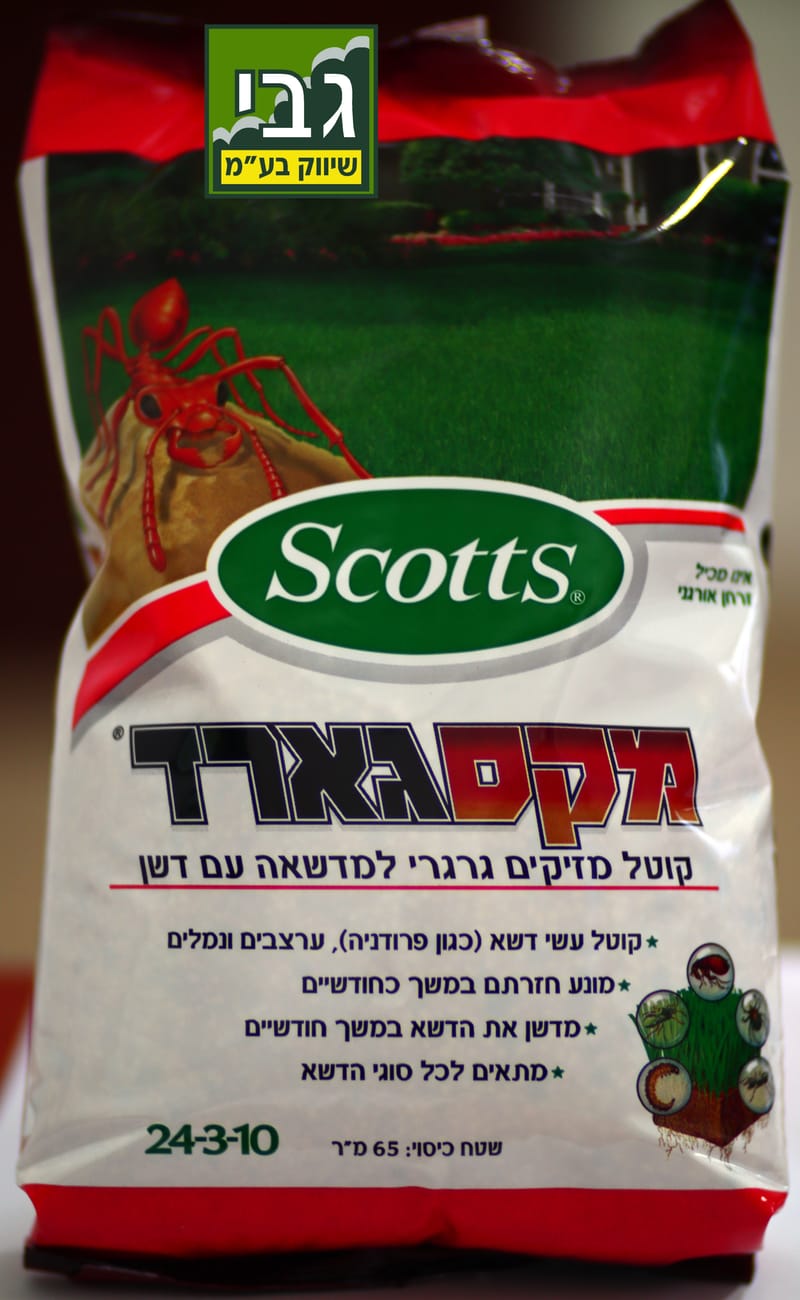 גבי
שיווק בע"מ
Scotts®
אינו מכיל
זרחן אורגני
מקסגארד®
קוטל מזיקים גרגרי למדשאה עם דשן
★קוטל עשי דשא (כגון פרודניה), ערצבים ונמלים
★מונע חזרתם במשך כחודשיים
★מדשן את הדשא במשך חודשיים
★מתאים לכל סוגי הדשא
שטח כיסוי: 65 מ"ר
24-3-10